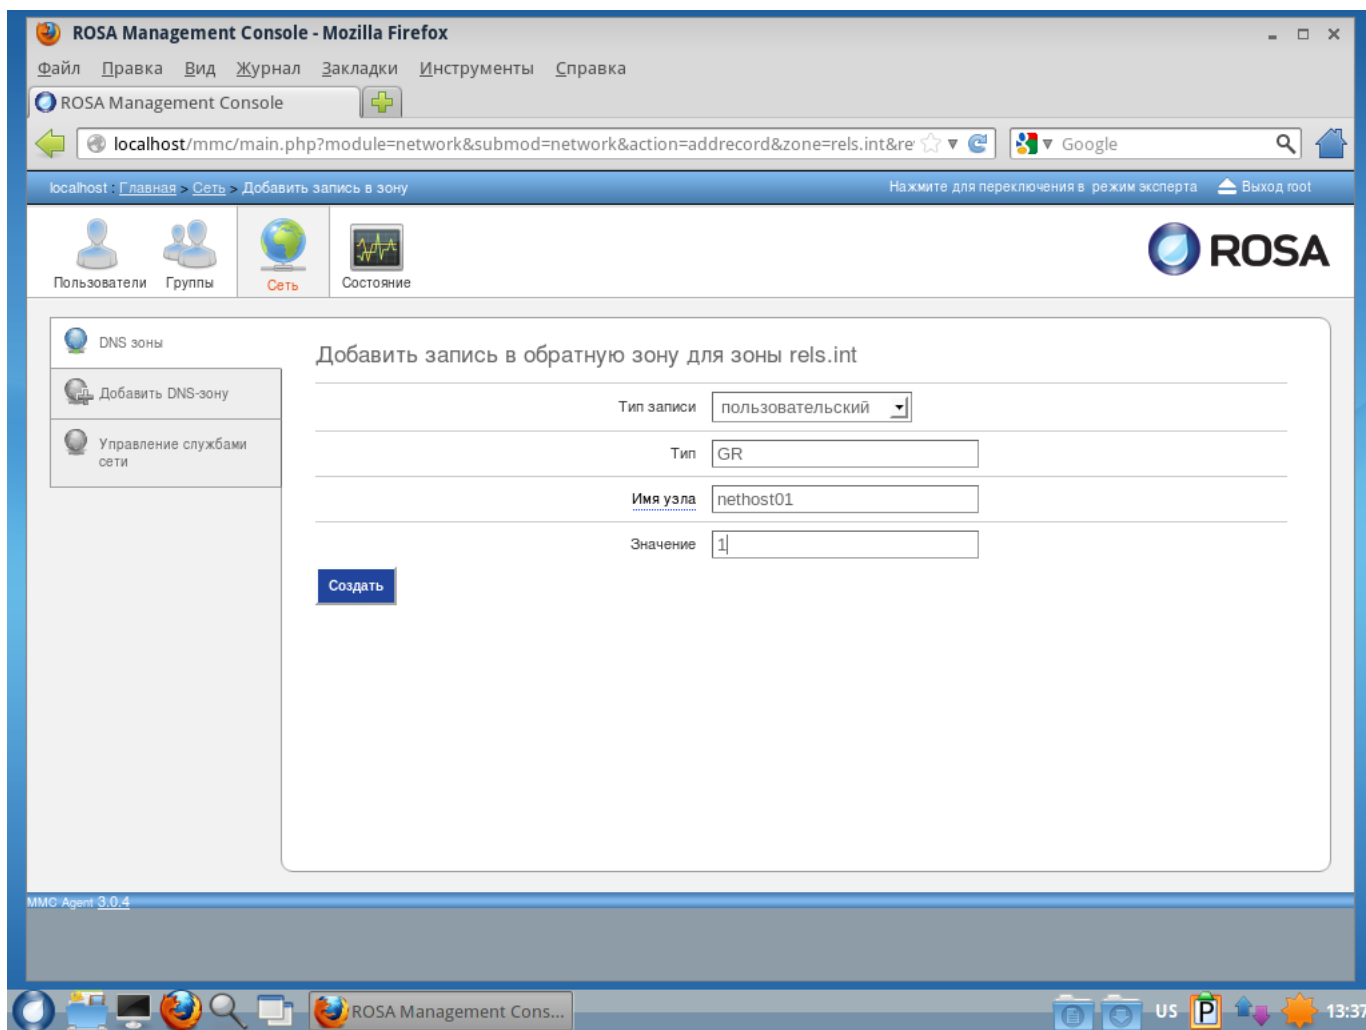 ROSA Management Console - Mozilla Firefox
Файл Правка Вид Журнал Закладки Инструменты Справка
ROSA Management Console
localhost/mmc/main.php?module=network&submod=network&action=addrecord&zone=rels.int&re
Google
localhost : Главная > Сеть > Добавить запись в зону
Нажмите для переключения в режим эксперта
Выход root
Пользователи
Группы
Сеть
Состояние
ROSA
DNS зоны
Добавить DNS-зону
Управление службами
сети
Добавить запись в обратную зону для зоны rels.int
Тип записи пользовательский
Тип GR
Имя узла nethost01
Значение 1
Создать
MMC Agent 3.0.4
ROSA Management Cons...
US
P
13:37